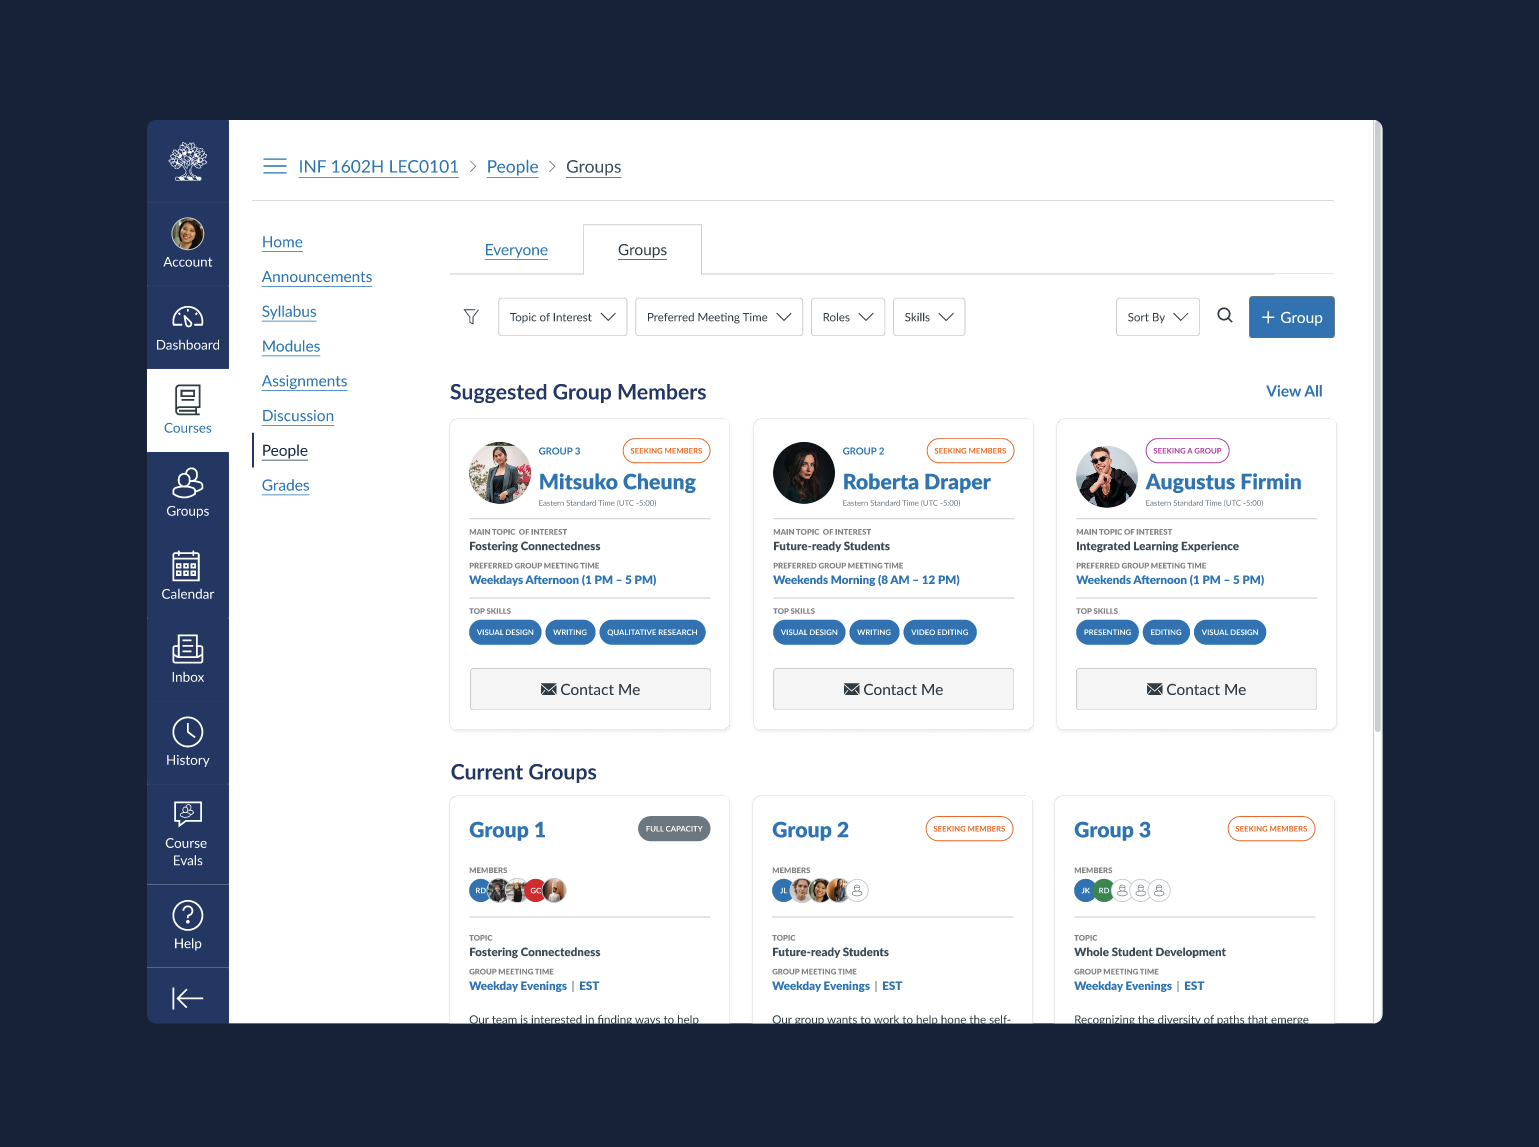 INF 1602H LEC0101 > People > Groups
Account
Dashboard
Courses
Groups
Calendar
Inbox
History
Course
Evals
Help
Home
Announcements
Syllabus
Modules
Assignments
Discussion
People
Grades
Everyone
Groups
Topic of Interest
Preferred Meeting Time
Roles
Skills
Sort By
+ Group
Suggested Group Members
View All
GROUP 3
SEEKING MEMBERS
Mitsuko Cheung
Eastern Standard Time (UTC -5:00)
MAIN TOPIC OF INTEREST
Fostering Connectedness
PREFERRED GROUP MEETING TIME
Weekdays Afternoon (1 PM – 5 PM)
TOP SKILLS
VISUAL DESIGN
WRITING
QUALITATIVE RESEARCH
Contact Me
GROUP 2
SEEKING MEMBERS
Roberta Draper
Eastern Standard Time (UTC -5:00)
MAIN TOPIC OF INTEREST
Future-ready Students
PREFERRED GROUP MEETING TIME
Weekends Morning (8 AM – 12 PM)
TOP SKILLS
VISUAL DESIGN
WRITING
VIDEO EDITING
Contact Me
SEEKING A GROUP
Augustus Firmin
Eastern Standard Time (UTC -5:00)
MAIN TOPIC OF INTEREST
Integrated Learning Experience
PREFERRED GROUP MEETING TIME
Weekends Afternoon (1 PM – 5 PM)
TOP SKILLS
PRESENTING
EDITING
VISUAL DESIGN
Contact Me
Current Groups
Group 1
FULL CAPACITY
MEMBERS
RD
GC
TOPIC
Fostering Connectedness
GROUP MEETING TIME
Weekday Evenings | EST
Our team is interested in finding ways to help
Group 2
SEEKING MEMBERS
MEMBERS
JL
TOPIC
Future-ready Students
GROUP MEETING TIME
Weekday Evenings | EST
Our group wants to work to help hone the self-
Group 3
SEEKING MEMBERS
MEMBERS
JK
RD
TOPIC
Whole Student Development
GROUP MEETING TIME
Weekday Evenings | EST
Recognizing the diversity of paths that emerge